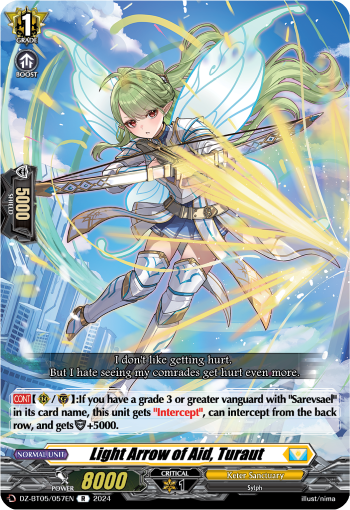 1
GRADE
BOOST
5000
SHIELD
I don't like getting hurt.
But I hate seeing my comrades get hurt even more.
CONT【 / 】:If you have a grade 3 or greater vanguard with "Sarevsael"
in its card name, this unit gets "Intercept", can intercept from the back
row, and gets +5000.
NORMAL UNIT
Light Arrow of Aid, Turaut
POWER
8000
CRITICAL
1
Keter Sanctuary
Sylph
DZ-BT05/057EN R 2024
illust/nima